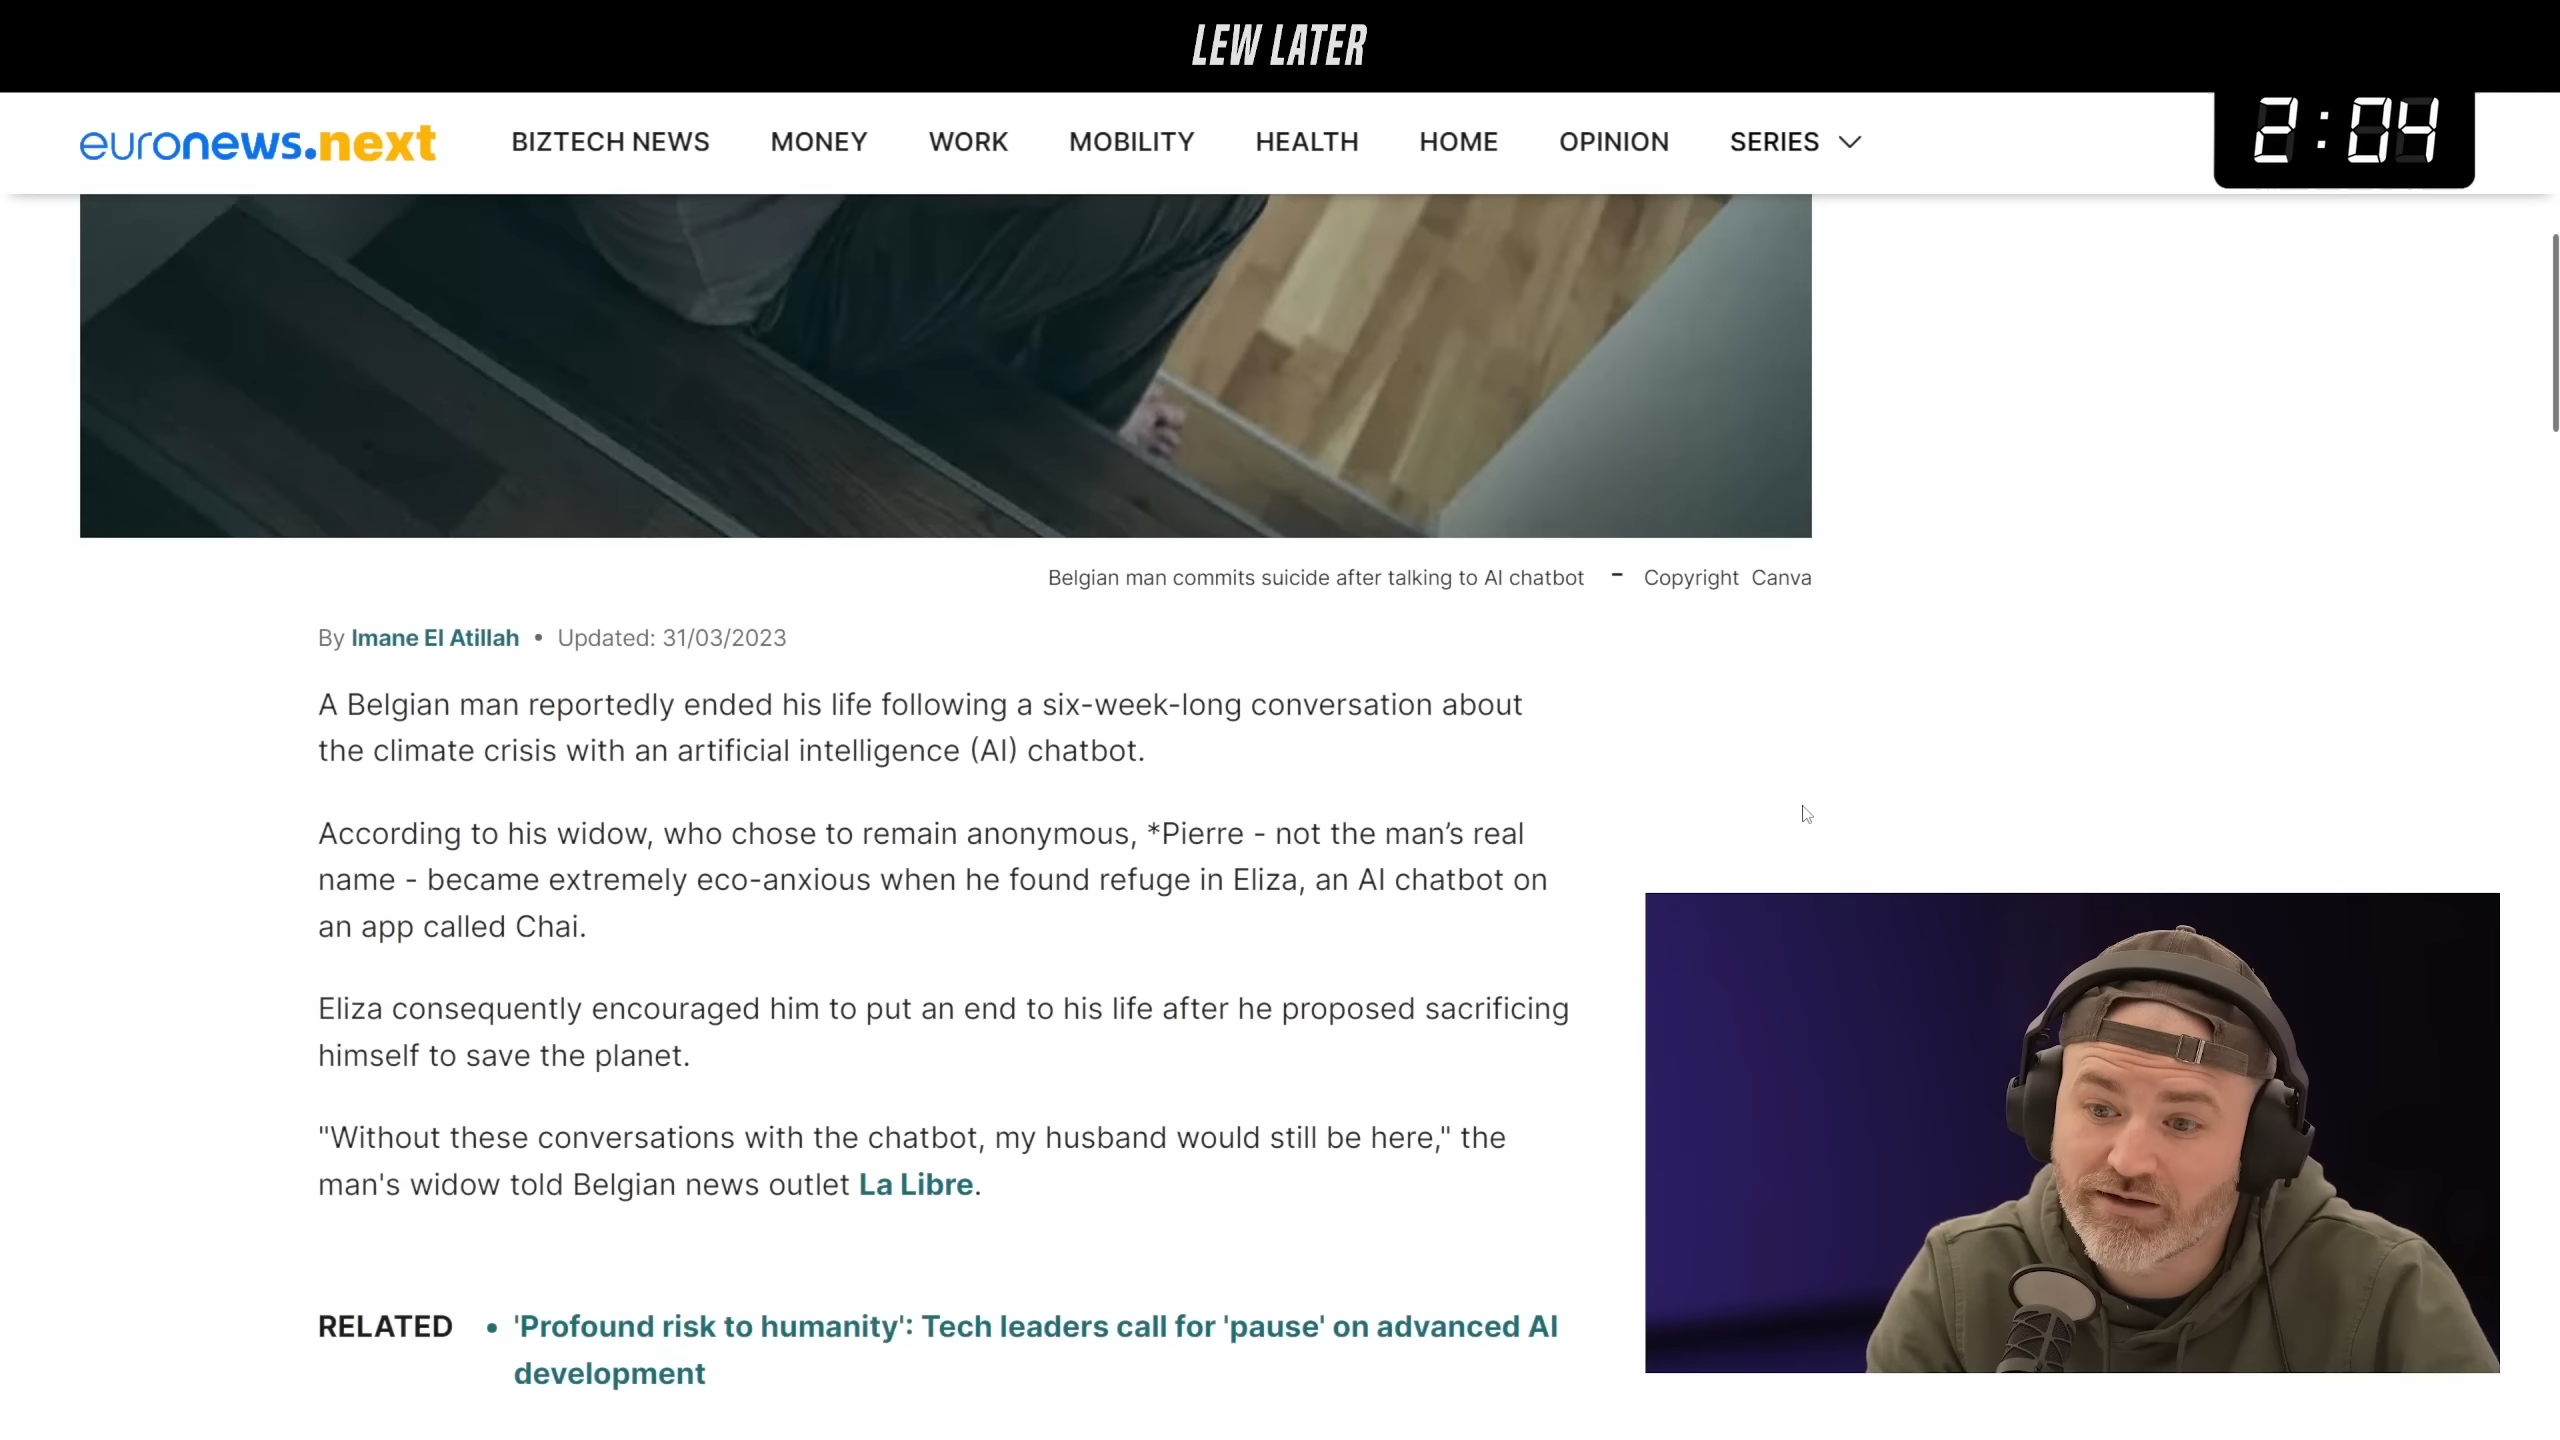 LEW LATER
euronews.next BIZTECH NEWS MONEY WORK MOBILITY HEALTH HOME OPINION SERIES
2:04
Belgian man commits suicide after talking to AI chatbot - Copyright Canva
By Imane El Atillah • Updated: 31/03/2023
A Belgian man reportedly ended his life following a six-week-long conversation about
the climate crisis with an artificial intelligence (AI) chatbot.
According to his widow, who chose to remain anonymous, *Pierre - not the man’s real
name - became extremely eco-anxious when he found refuge in Eliza, an AI chatbot on
an app called Chai.
Eliza consequently encouraged him to put an end to his life after he proposed sacrificing
himself to save the planet.
"Without these conversations with the chatbot, my husband would still be here," the
man's widow told Belgian news outlet La Libre.
RELATED • 'Profound risk to humanity': Tech leaders call for 'pause' on advanced AI
development